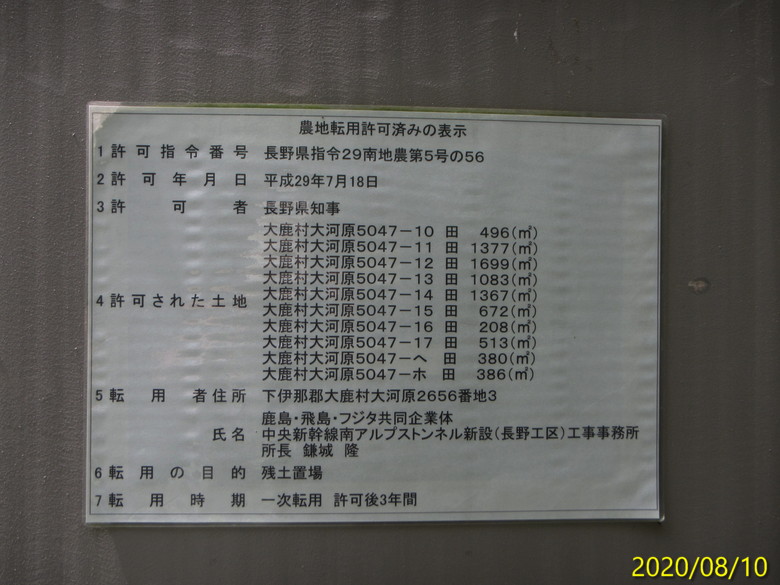 農地転用許可済みの表示
1許可指令番号 長野県指令29南地農第5号の56
2許可年月日 平成29年7月18日
3許可者 長野県知事
4許可された土地
大鹿村大河原5047－10 田 496(㎡)
大鹿村大河原5047－11 田 1377(㎡)
大鹿村大河原5047－12 田 1699(㎡)
大鹿村大河原5047－13 田 1083(㎡)
大鹿村大河原5047－14 田 1367(㎡)
大鹿村大河原5047－15 田 672(㎡)
大鹿村大河原5047－16 田 208(㎡)
大鹿村大河原5047－17 田 513(㎡)
大鹿村大河原5047－ヘ 田 380(㎡)
大鹿村大河原5047－ホ 田 386(㎡)
5転用者住所 下伊那郡大鹿村大河原2656番地3
鹿島・飛島・フジタ共同企業体
氏名 中央新幹線南アルプストンネル新設(長野工区)工事事務所
所長 鎌城 隆
6転用の目的 残土置場
7転用時期 一次転用 許可後3年間
2020/08/10